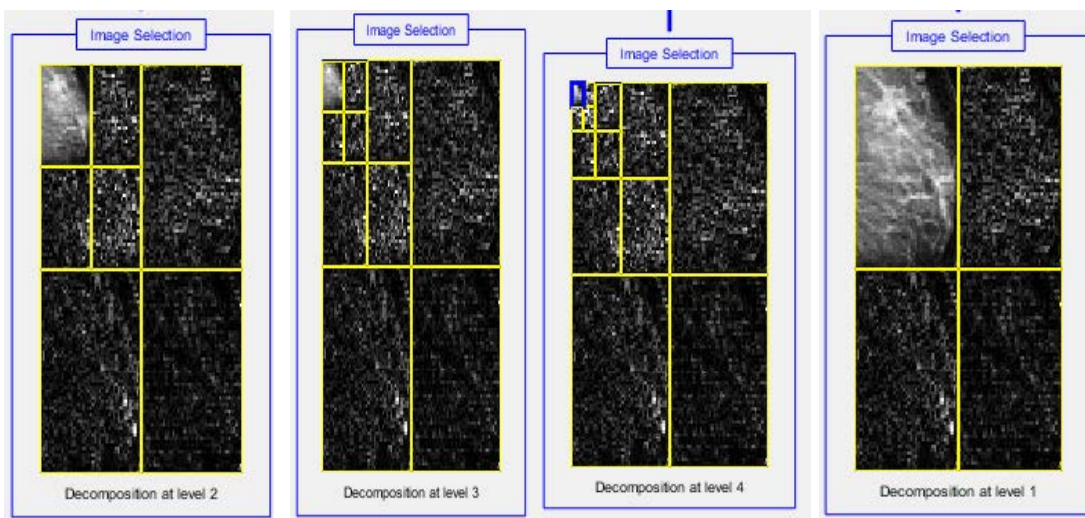 Image Selection
Decomposition at level 2
Image Selection
Decomposition at level 3
Image Selection
Decomposition at level 4
Image Selection
Decomposition at level 1